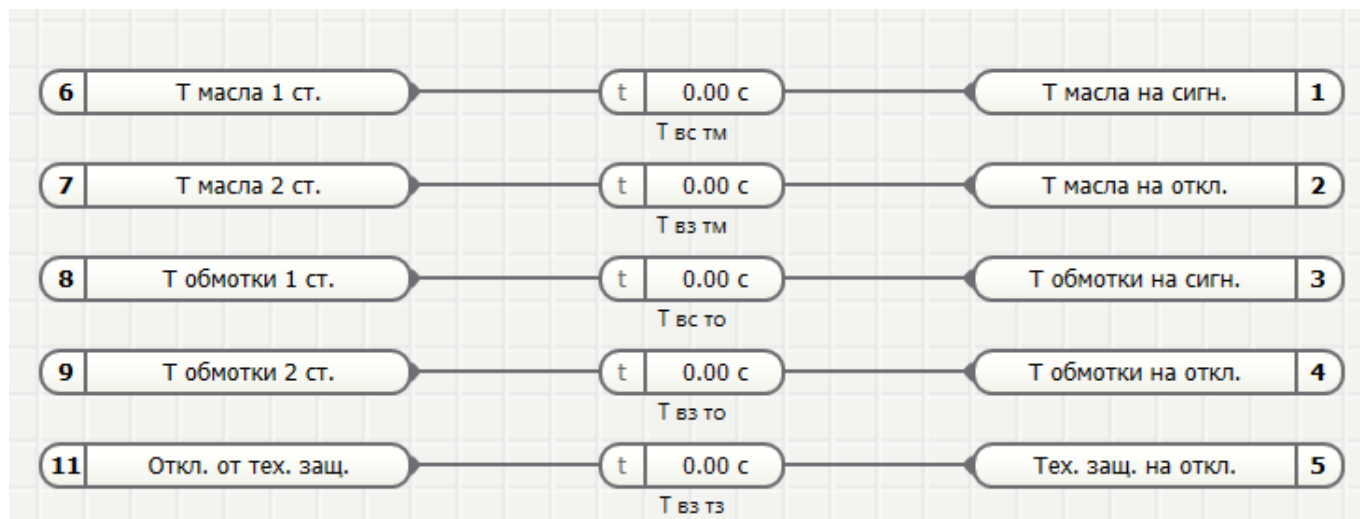 6 Т масла 1 ст. t 0.00 с Т масла на сигн. 1
Т вс тм
7 Т масла 2 ст. t 0.00 с Т масла на откл. 2
Т вз тм
8 Т обмотки 1 ст. t 0.00 с Т обмотки на сигн. 3
Т вс то
9 Т обмотки 2 ст. t 0.00 с Т обмотки на откл. 4
Т вз то
11 Откл. от тех. защ. t 0.00 с Тех. защ. на откл. 5
Т вз тз